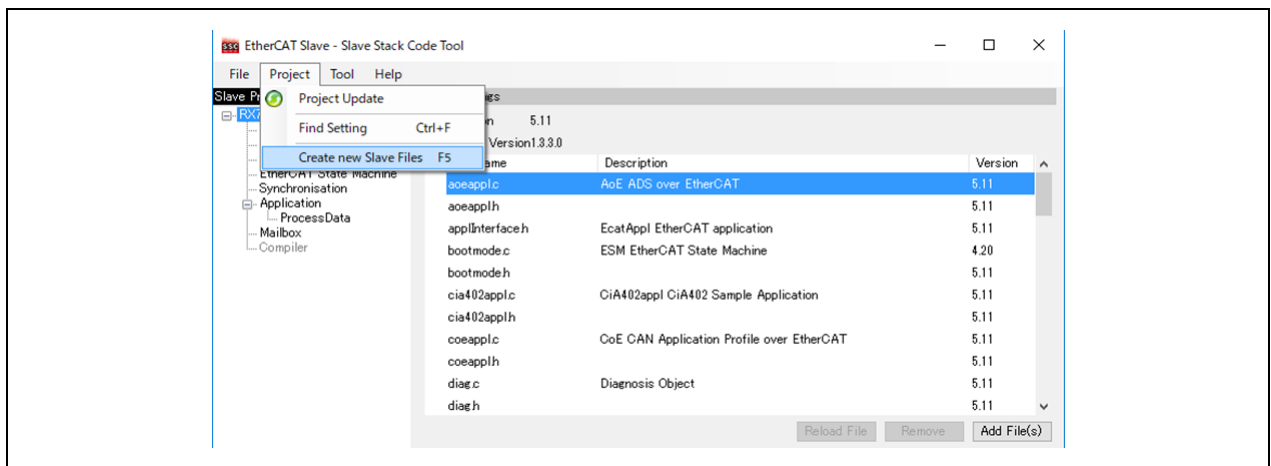 ssc EtherCAT Slave - Slave Stack Code Tool
File Project Tool Help
Slave
Project Update
Find Setting Ctrl+F
Create new Slave Files F5
5.11
Version1.3.3.0
Description Version
EtherCAT State Machine
Synchronisation
Application
ProcessData
Mailbox
Compiler
aoeappl.c AoE ADS over EtherCAT 5.11
aoeappl.h 5.11
applInterface.h EcatAppl EtherCAT application 5.11
bootmode.c ESM EtherCAT State Machine 4.20
bootmode.h 5.11
cia402appl.c CiA402appl CiA402 Sample Application 5.11
cia402appl.h 5.11
coeappl.c CoE CAN Application Profile over EtherCAT 5.11
coeappl.h 5.11
diag.c Diagnosis Object 5.11
diag.h 5.11
Reload File Remove Add File(s)